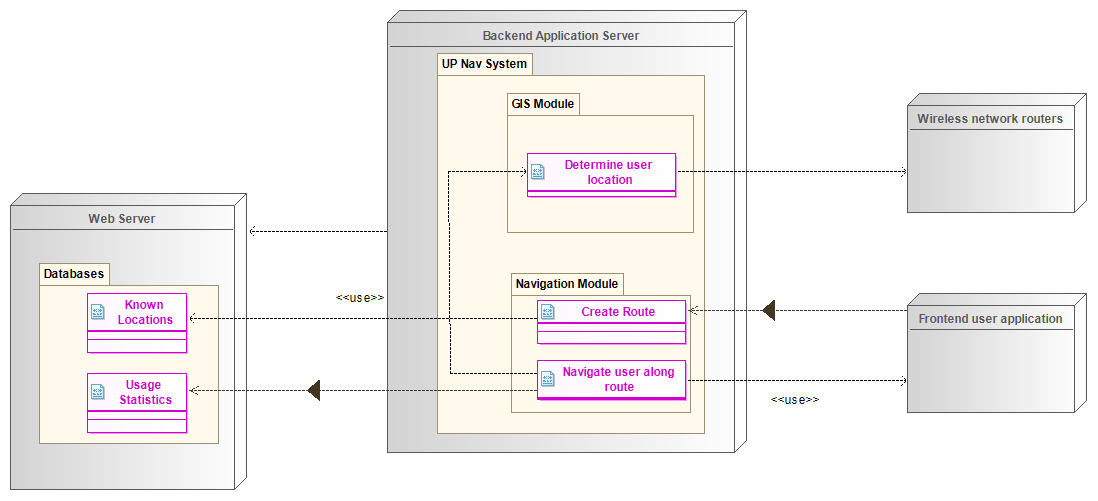 Backend Application Server
UP Nav System
GIS Module
Determine user
location
Wireless network routers
Web Server
Databases
Known
Locations
Usage
Statistics
<<use>>
Navigation Module
Create Route
Navigate user along
route
Frontend user application
<<use>>